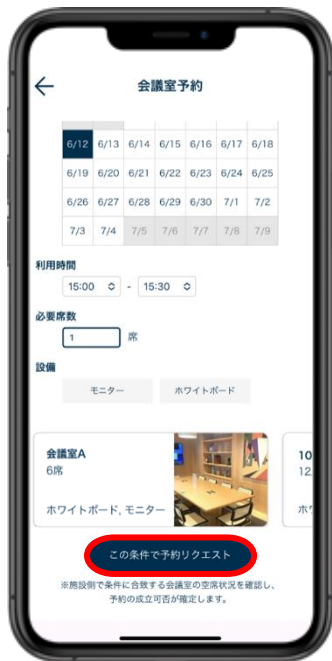 会議室予約
6/12 6/13 6/14 6/15 6/16 6/17 6/18
6/19 6/20 6/21 6/22 6/23 6/24 6/25
6/26 6/27 6/28 6/29 6/30 7/1 7/2
7/3 7/4 7/5 7/6 7/7 7/8 7/9
利用時間
15:00 - 15:30
必要席数
1 席
設備
モニター ホワイトボード
会議室A
6席
ホワイトボード, モニター
10
12
ホワ
この条件で予約リクエスト
※施設側で条件に合致する会議室の空席状況を確認し、
予約の成立可否が確定します。